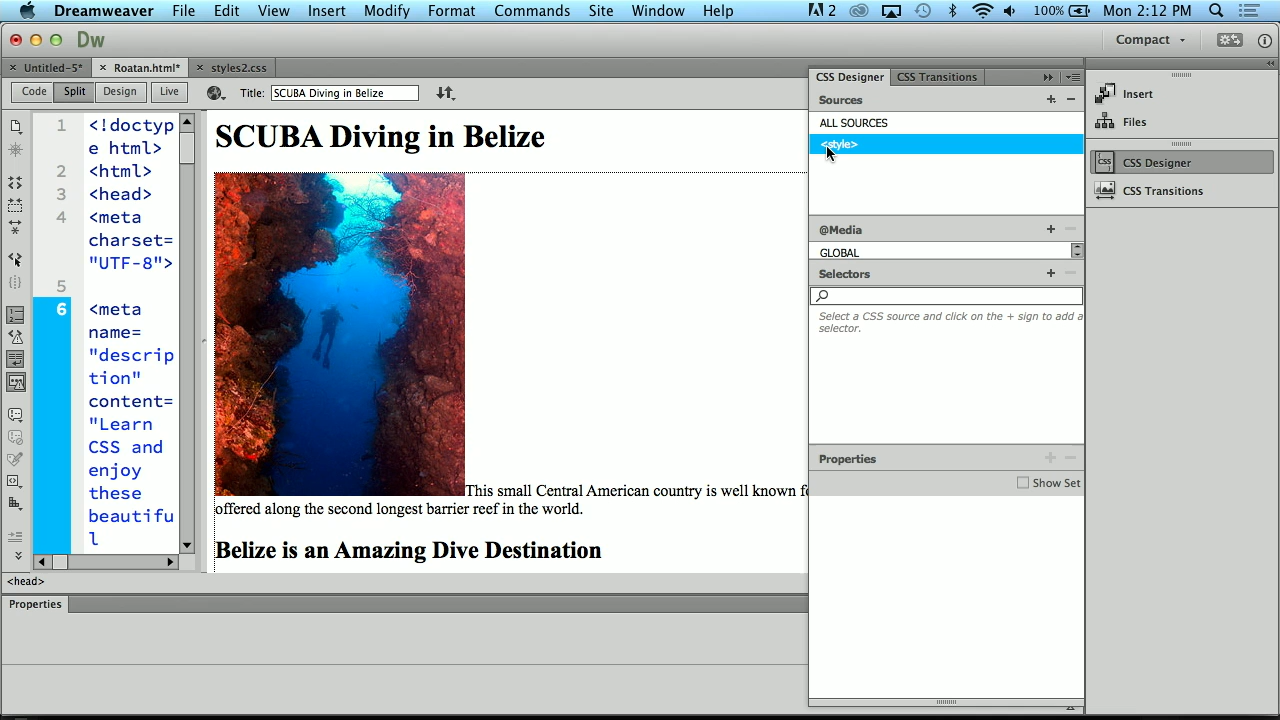 Dreamweaver File Edit View Insert Modify Format Commands Site Window Help 2 100% Mon 2:12 PM
Dw Compact
Untitled-5* Roatan.html* styles2.css
Code Split Design Live Title: SCUBA Diving in Belize
1 <!doctyp
e html>
2 <html>
3 <head>
4 <meta
charset=
"UTF-8">
5
6 <meta
name=
"descrip
tion"
content=
"Learn
CSS and
enjoy
these
beautifu
l
SCUBA Diving in Belize
This small Central American country is well known fo
offered along the second longest barrier reef in the world.
Belize is an Amazing Dive Destination
<head>
Properties
CSS Designer CSS Transitions
Sources
ALL SOURCES
<style>
@Media
GLOBAL
Selectors
Select a CSS source and click on the + sign to add a
selector.
Properties
Show Set
Insert
Files
CSS Designer
CSS Transitions